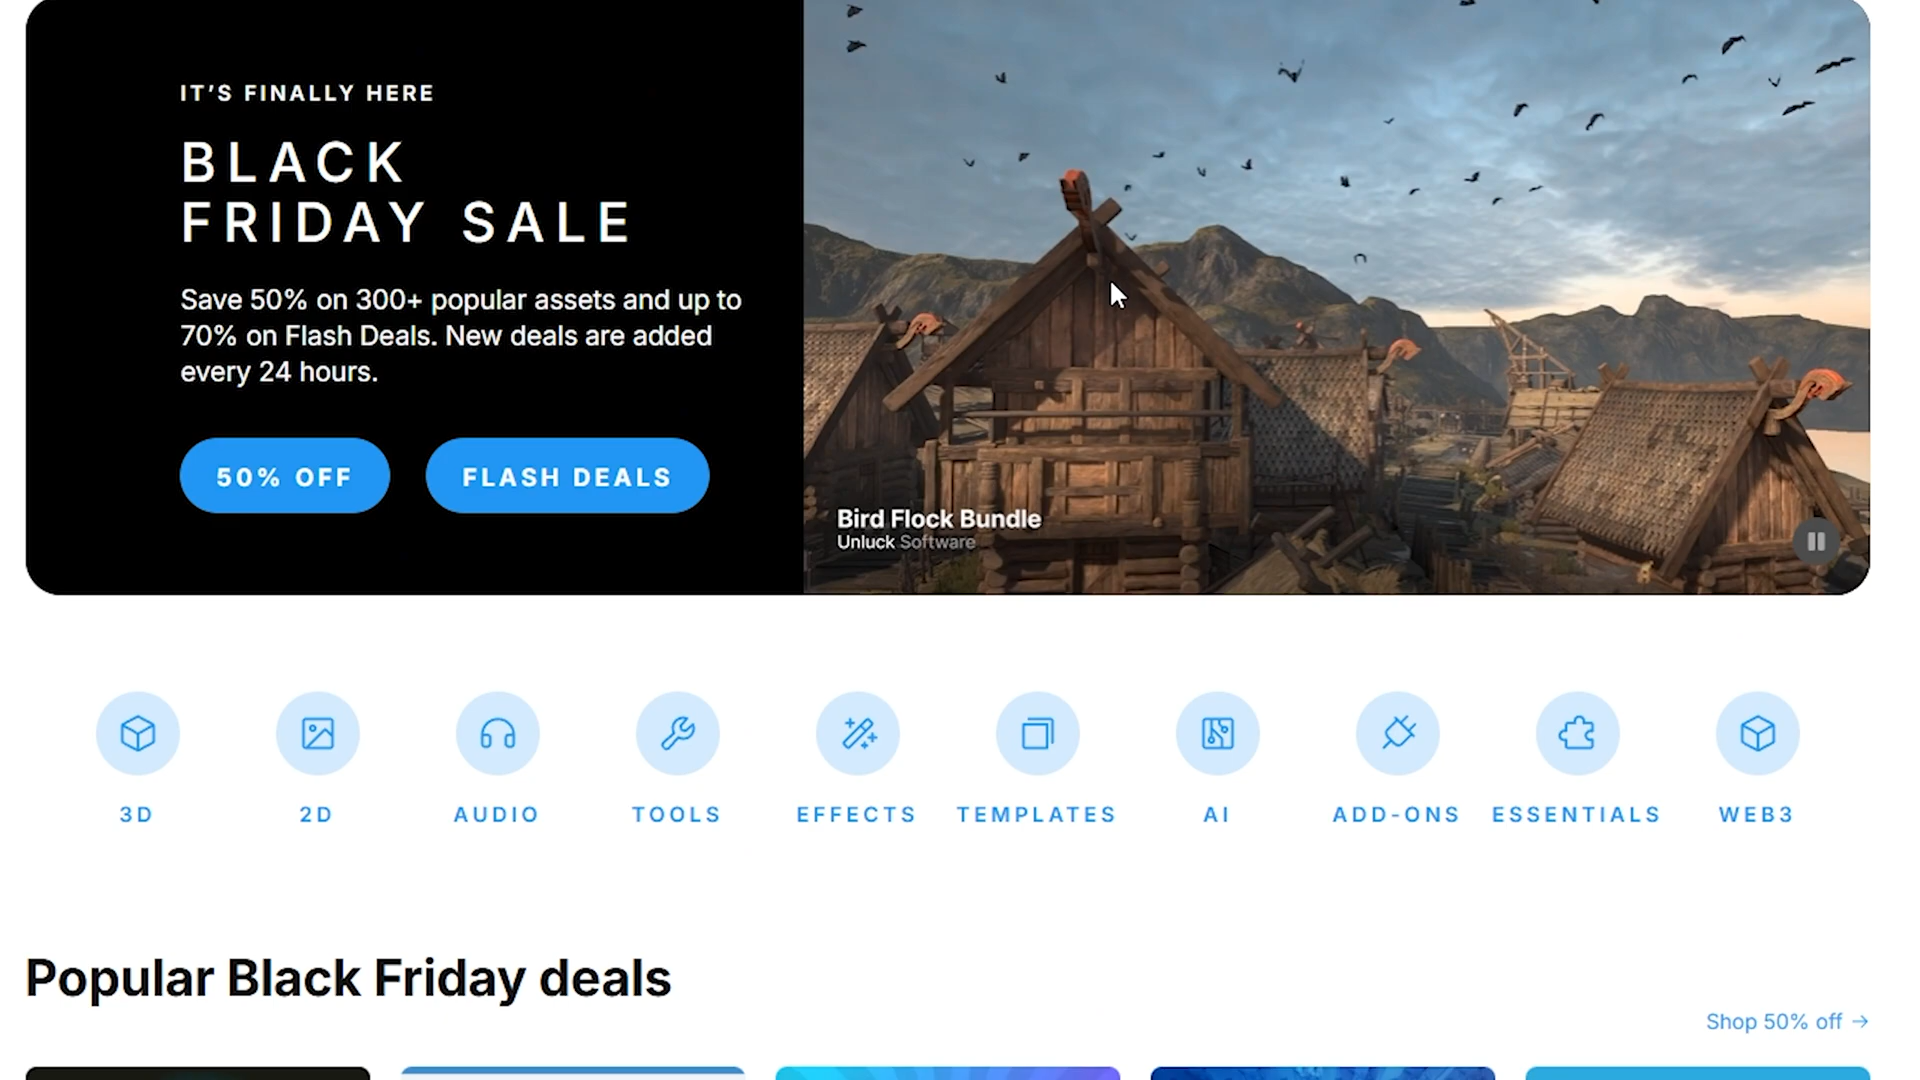 IT’S FINALLY HERE
BLACK
FRIDAY SALE
Save 50% on 300+ popular assets and up to
70% on Flash Deals. New deals are added
every 24 hours.
50% OFF
FLASH DEALS
Bird Flock Bundle
Unluck Software
3D
2D
AUDIO
TOOLS
EFFECTS
TEMPLATES
AI
ADD-ONS
ESSENTIALS
WEB3
Popular Black Friday deals
Shop 50% off →